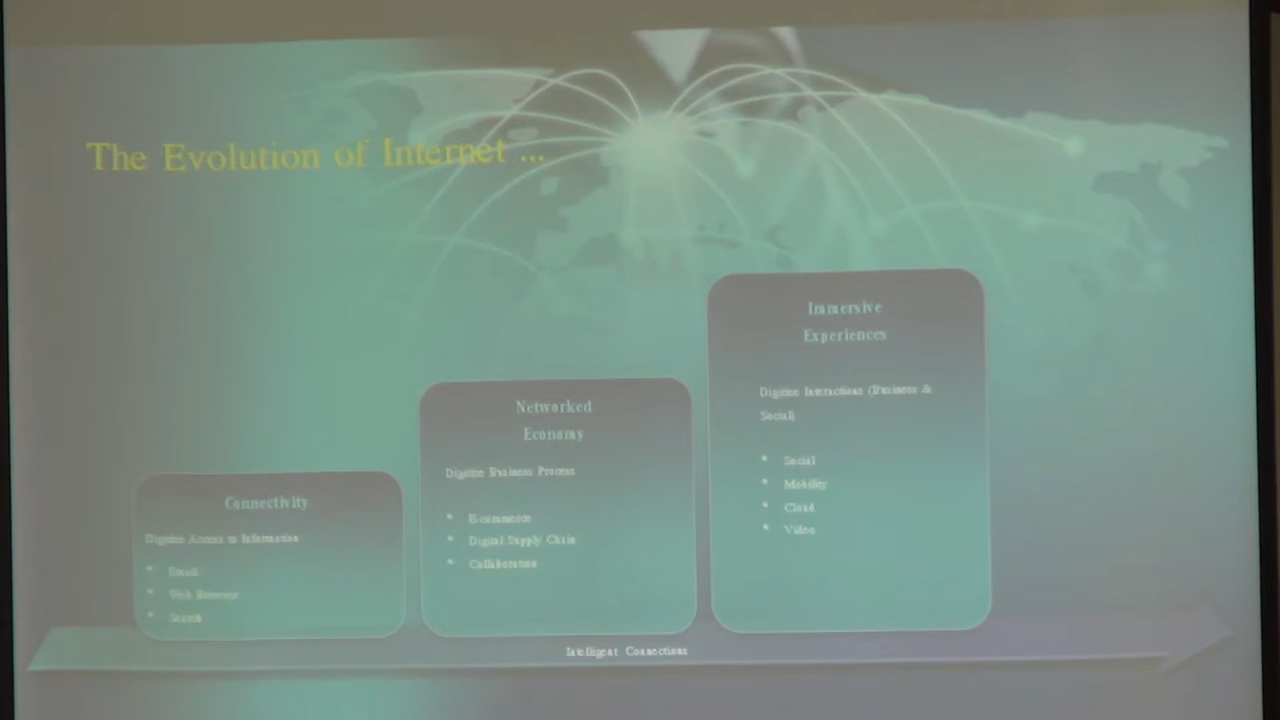 The Evolution of Internet ...
Immersive
Experiences
Digitize Interactions (Business &
Social)
• Social
• Mobility
• Cloud
• Video
Networked
Economy
Digitize Business Process
• E-commerce
• Digital Supply Chain
• Collaboration
Connectivity
Digitize Access to Information
• Email
• Web Browser
• Search
Intelligent Connections